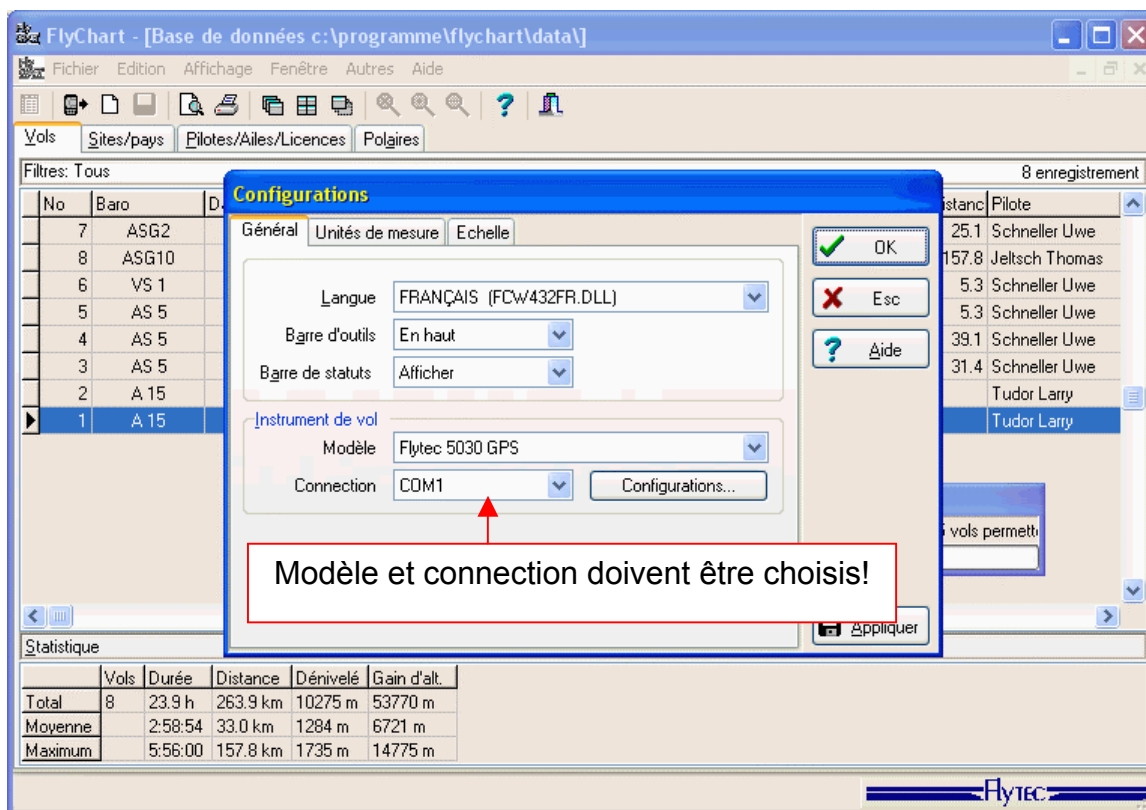 FlyChart - [Base de données c:\programme\flychart\data\]
Fichier Edition Affichage Fenêtre Autres Aide
Vols Sites/pays Pilotes/Ailes/Licences Polaires
Filtres: Tous 8 enregistrement
No Baro D istanc Pilote
7 ASG2 25.1 Schneller Uwe
8 ASG10 157.8 Jeltsch Thomas
6 VS 1 5.3 Schneller Uwe
5 AS 5 5.3 Schneller Uwe
4 AS 5 39.1 Schneller Uwe
3 AS 5 31.4 Schneller Uwe
2 A 15 Tudor Larry
1 A 15 Tudor Larry
vols permett
Configurations
Général Unités de mesure Echelle
Langue FRANÇAIS (FCW432FR.DLL)
Barre d'outils En haut
Barre de statuts Afficher
Instrument de vol
Modèle Flytec 5030 GPS
Connection COM1 Configurations...
OK
Esc
Aide
Appliquer
Modèle et connection doivent être choisis!
Statistique
Vols Durée Distance Dénivelé Gain d'alt.
Total 8 23.9 h 263.9 km 10275 m 53770 m
Moyenne 2:58:54 33.0 km 1284 m 6721 m
Maximum 5:56:00 157.8 km 1735 m 14775 m
FLYTEC